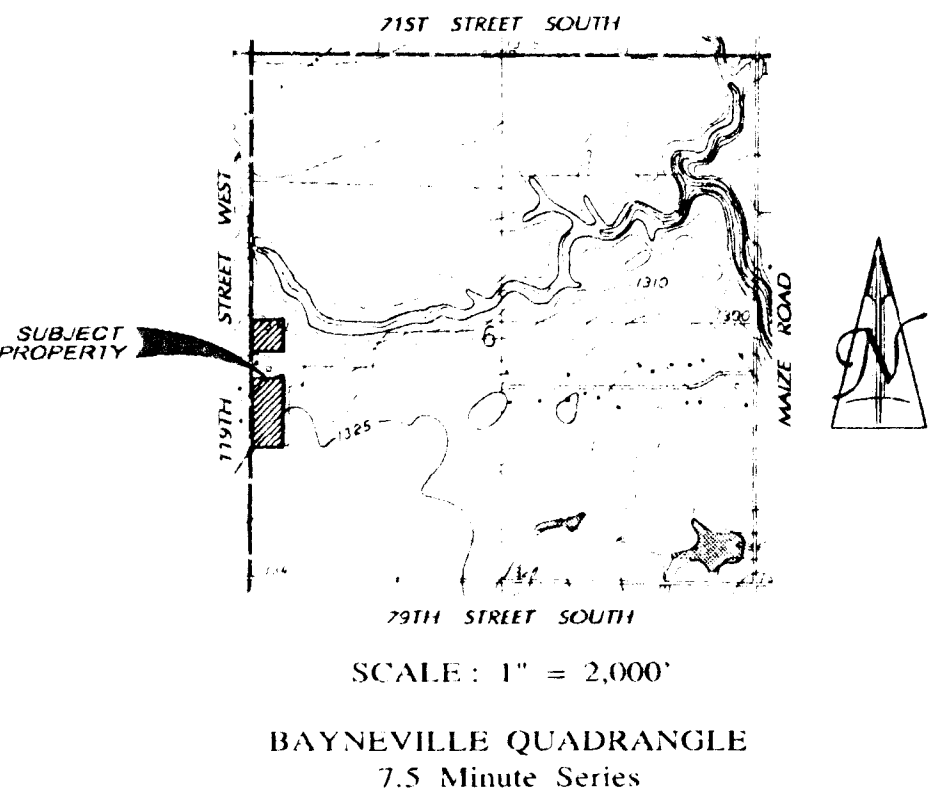 71ST STREET SOUTH
119TH STREET WEST
SUBJECT
PROPERTY
1310
1300
6
MAIZE ROAD
N
1325
79TH STREET SOUTH
SCALE: 1" = 2,000'
BAYNEVILLE QUADRANGLE
7.5 Minute Series